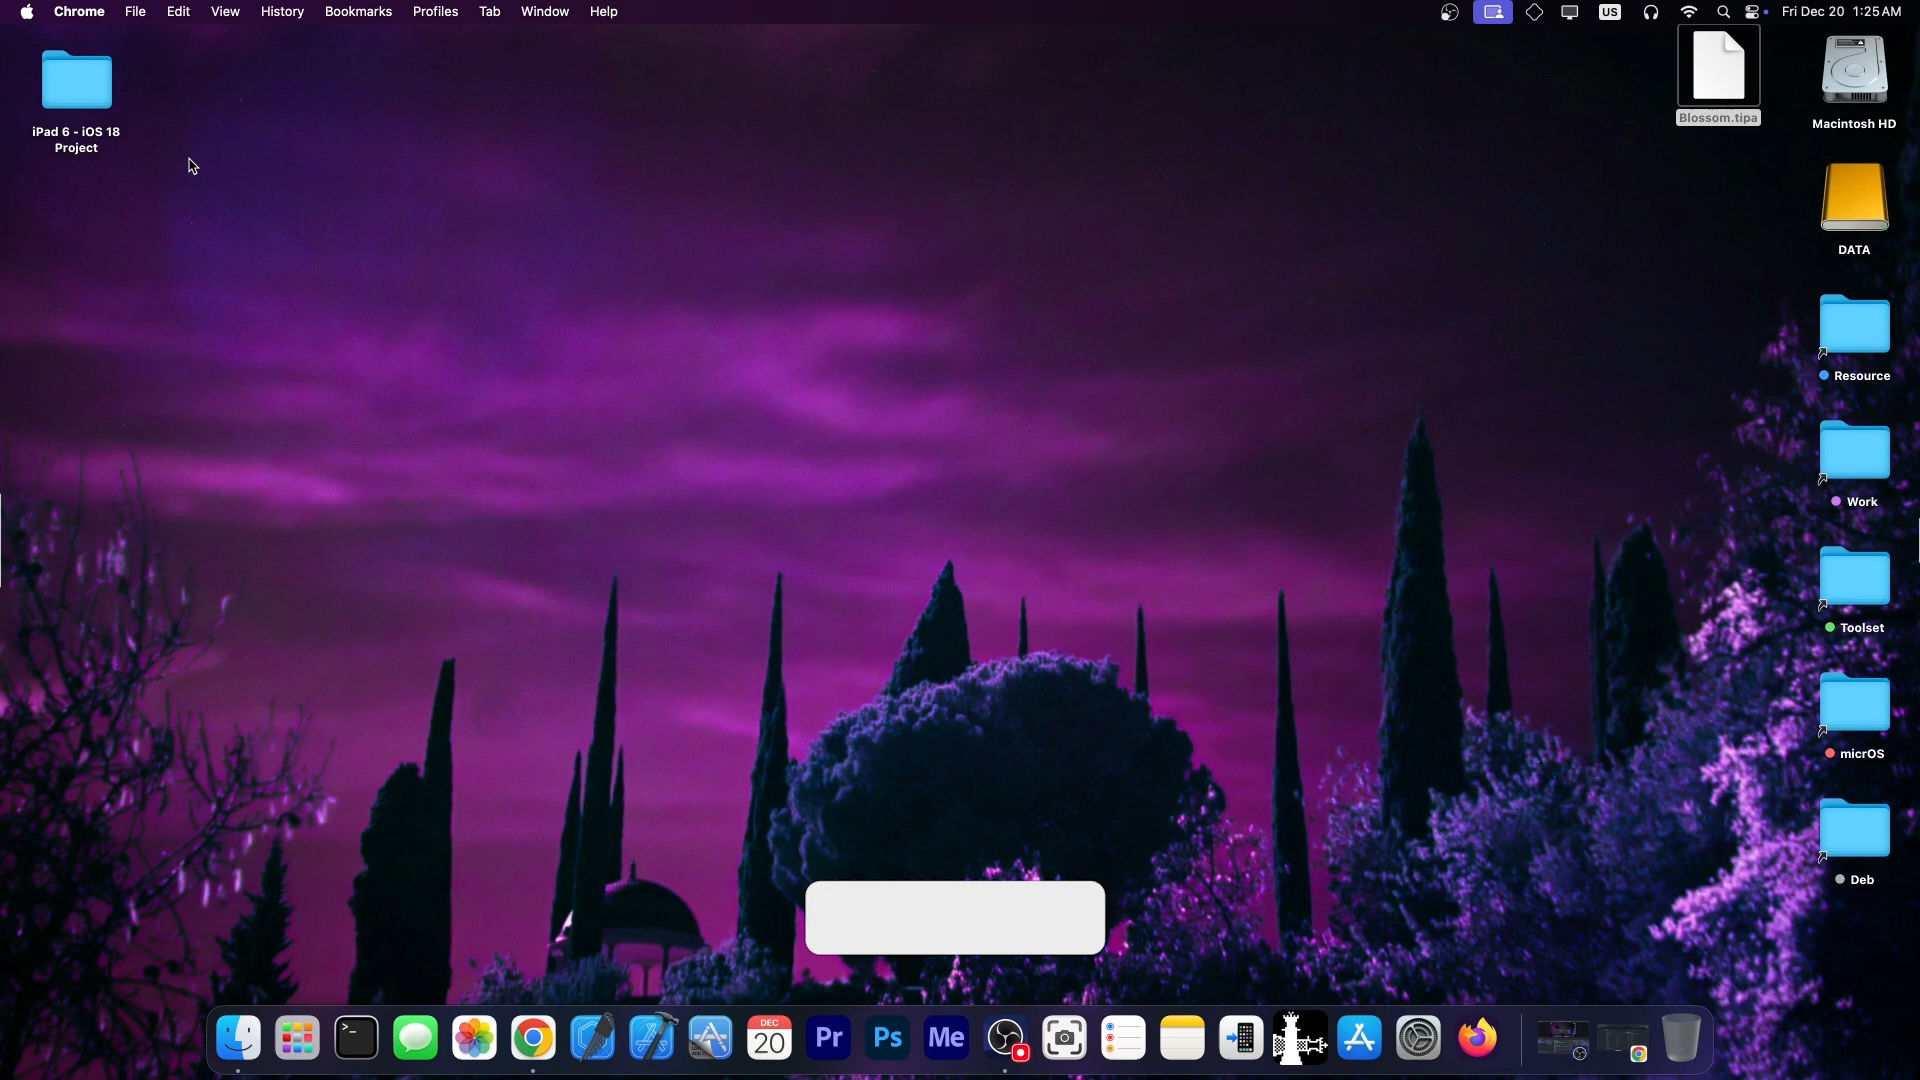 Chrome File Edit View History Bookmarks Profiles Tab Window Help US Fri Dec 20 1:25 AM
iPad 6 - iOS 18
Project
Blossom.tipa
Macintosh HD
DATA
Resource
Work
Toolset
micrOS
Deb
>_
DEC
20
Pr
Ps
Me